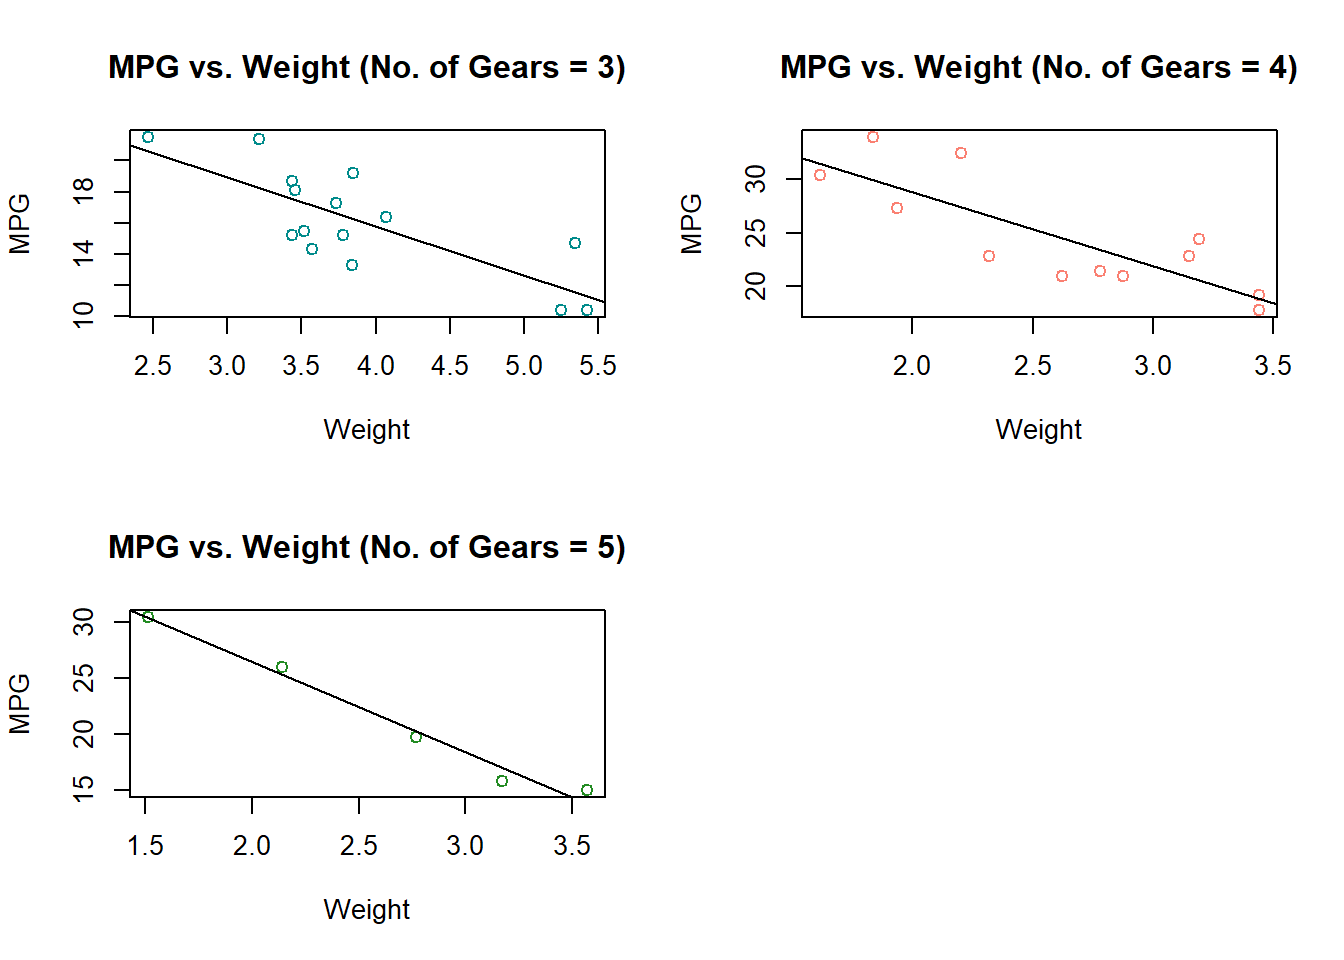 MPG vs. Weight (No. of Gears = 3)
MPG
18
14
10
2.5 3.0 3.5 4.0 4.5 5.0 5.5
Weight
MPG vs. Weight (No. of Gears = 4)
MPG
30
25
20
2.0 2.5 3.0 3.5
Weight
MPG vs. Weight (No. of Gears = 5)
MPG
30
25
20
15
1.5 2.0 2.5 3.0 3.5
Weight